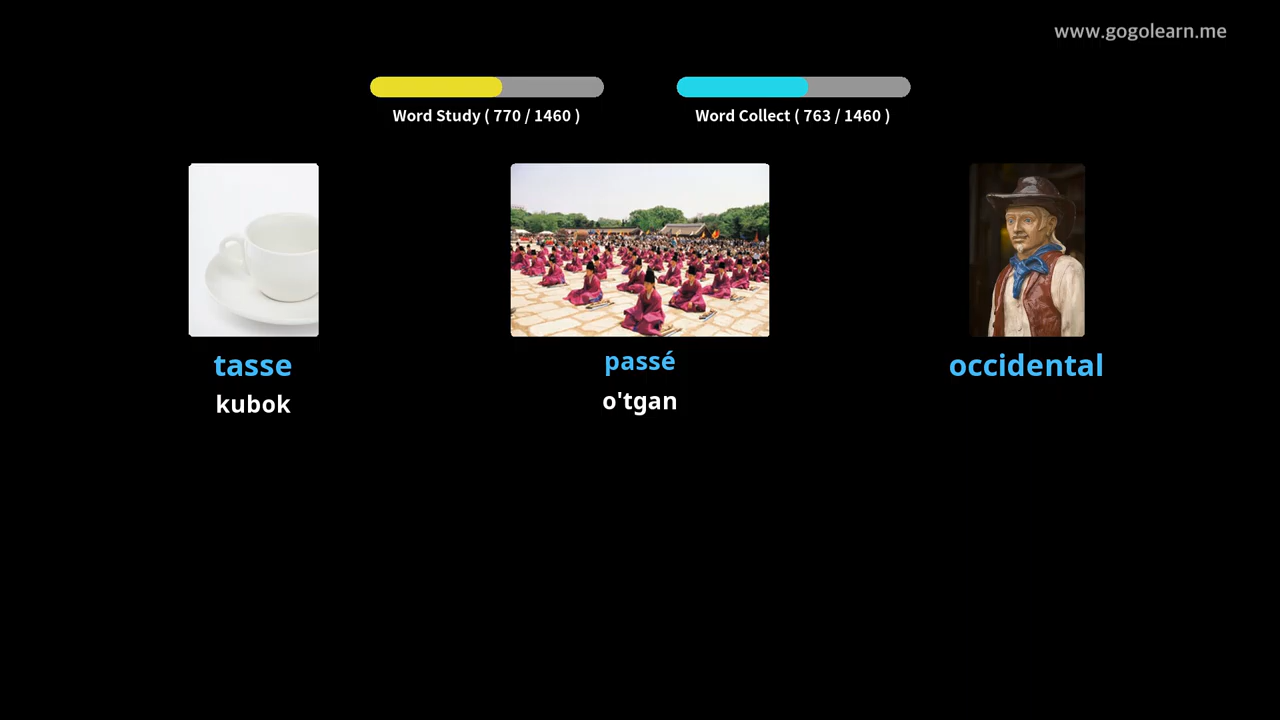 www.gogolearn.me
Word Study ( 770 / 1460 )
Word Collect ( 763 / 1460 )
tasse
kubok
passé
o'tgan
occidental